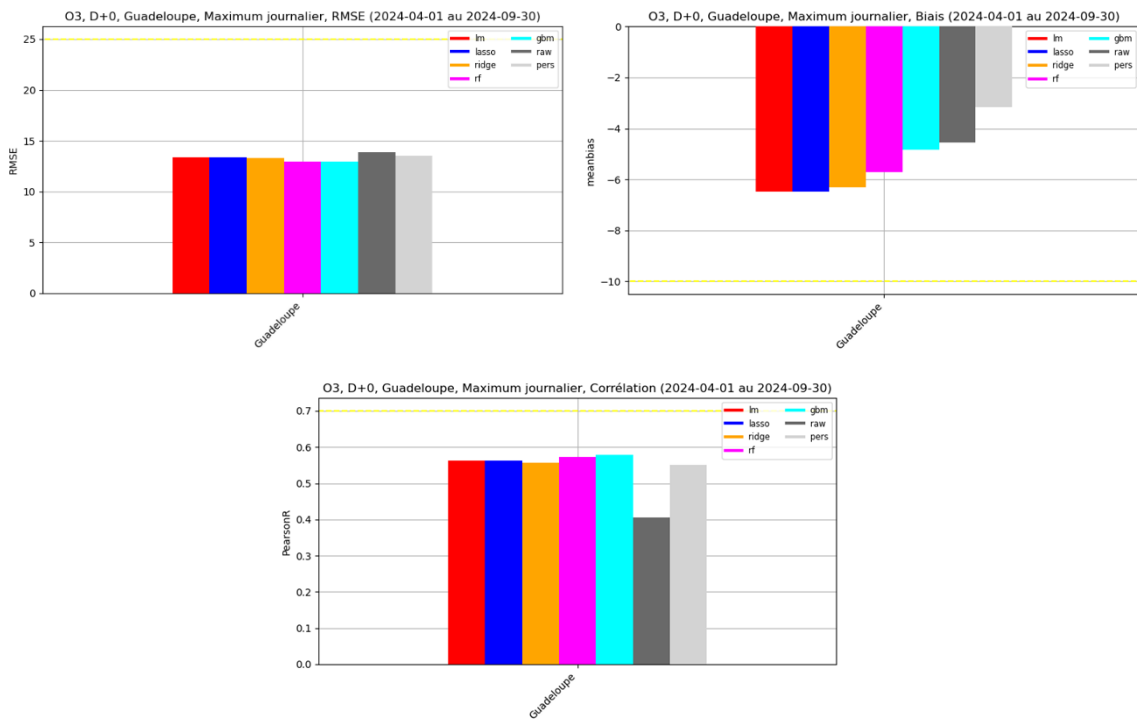 O3, D+0, Guadeloupe, Maximum journalier, RMSE (2024-04-01 au 2024-09-30)
25
20
15
10
5
0
RMSE
lm
lasso
ridge
rf
gbm
raw
pers
Guadeloupe
O3, D+0, Guadeloupe, Maximum journalier, Biais (2024-04-01 au 2024-09-30)
0
−2
−4
−6
−8
−10
meanbias
lm
lasso
ridge
rf
gbm
raw
pers
Guadeloupe
O3, D+0, Guadeloupe, Maximum journalier, Corrélation (2024-04-01 au 2024-09-30)
0.7
0.6
0.5
0.4
0.3
0.2
0.1
0.0
PearsonR
lm
lasso
ridge
rf
gbm
raw
pers
Guadeloupe